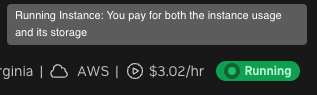 Running Instance: You pay for both the instance usage
and its storage
rginia | AWS | $3.02/hr Running